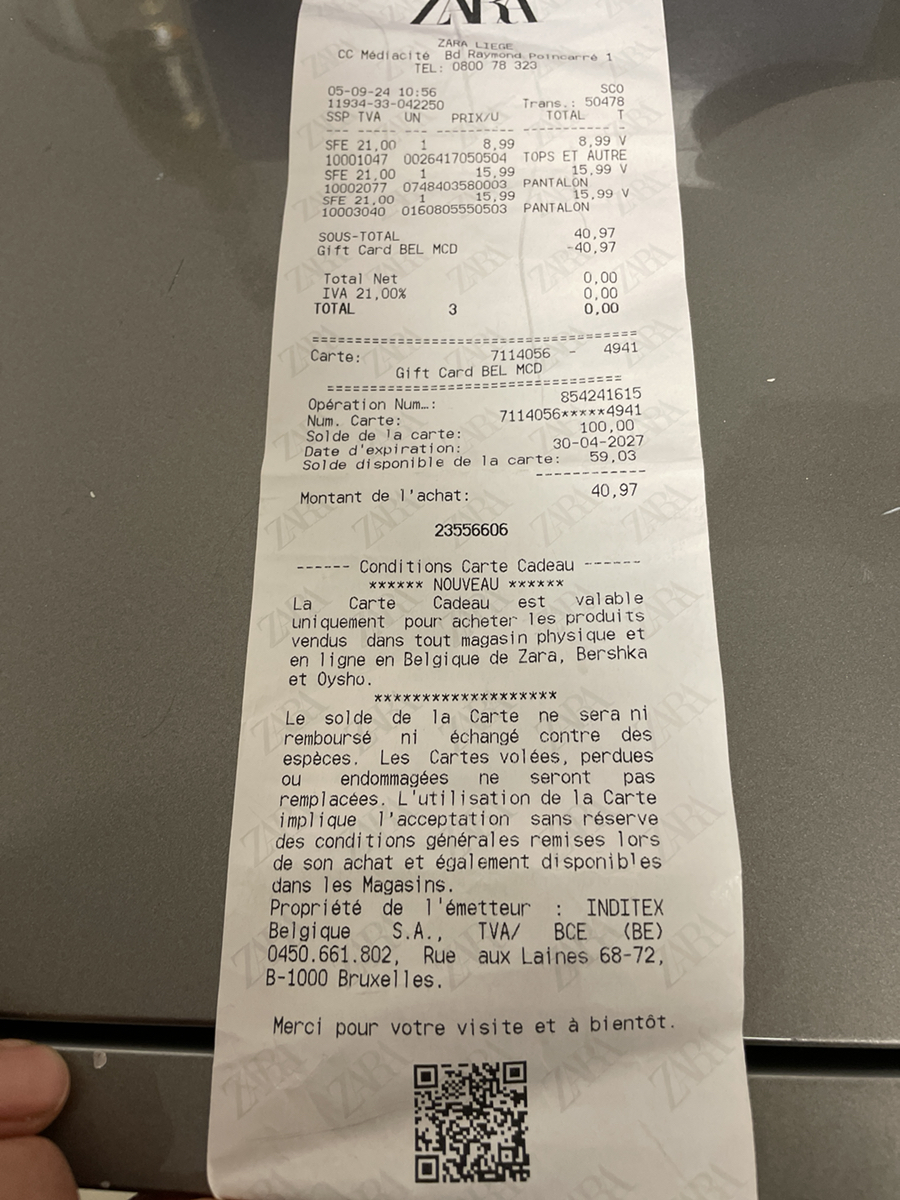 ZARA
ZARA LIEGE
CC Médiacité Bd Raymond Poincarré 1
TEL: 0800 78 323
05-09-24 10:56 SCO
11934-33-042250 Trans.: 50478
SSP TVA UN PRIX/U TOTAL T
--- ----- --- --------- --------- -
SFE 21,00 1 8,99 8,99 V
10001047 0026417050504 TOPS ET AUTRE
SFE 21,00 1 15,99 15,99 V
10002077 0748403580003 PANTALON
SFE 21,00 1 15,99 15,99 V
10003040 0160805550503 PANTALON
SOUS-TOTAL 40,97
Gift Card BEL MCD -40,97
Total Net 0,00
IVA 21,00% 0,00
TOTAL 3 0,00
======================================
Carte: 7114056 - 4941
Gift Card BEL MCD
==================================
Opération Num…: 854241615
Num. Carte: 7114056*****4941
Solde de la carte: 100,00
Date d'expiration: 30-04-2027
Solde disponible de la carte: 59,03
-------------
Montant de l'achat: 40,97
23556606
------ Conditions Carte Cadeau ------
****** NOUVEAU ******
La Carte Cadeau est valable
uniquement pour acheter les produits
vendus dans tout magasin physique et
en ligne en Belgique de Zara, Bershka
et Oysho.
********************
Le solde de la Carte ne sera ni
remboursé ni échangé contre des
espèces. Les Cartes volées, perdues
ou endommagées ne seront pas
remplacées. L'utilisation de la Carte
implique l'acceptation sans réserve
des conditions générales remises lors
de son achat et également disponibles
dans les Magasins.
Propriété de l'émetteur : INDITEX
Belgique S.A., TVA/ BCE (BE)
0450.661.802, Rue aux Laines 68-72,
B-1000 Bruxelles.
Merci pour votre visite et à bientôt.